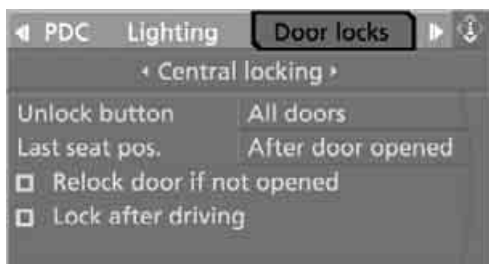 PDC Lighting Door locks
Central locking
Unlock button All doors
Last seat pos. After door opened
Relock door if not opened
Lock after driving